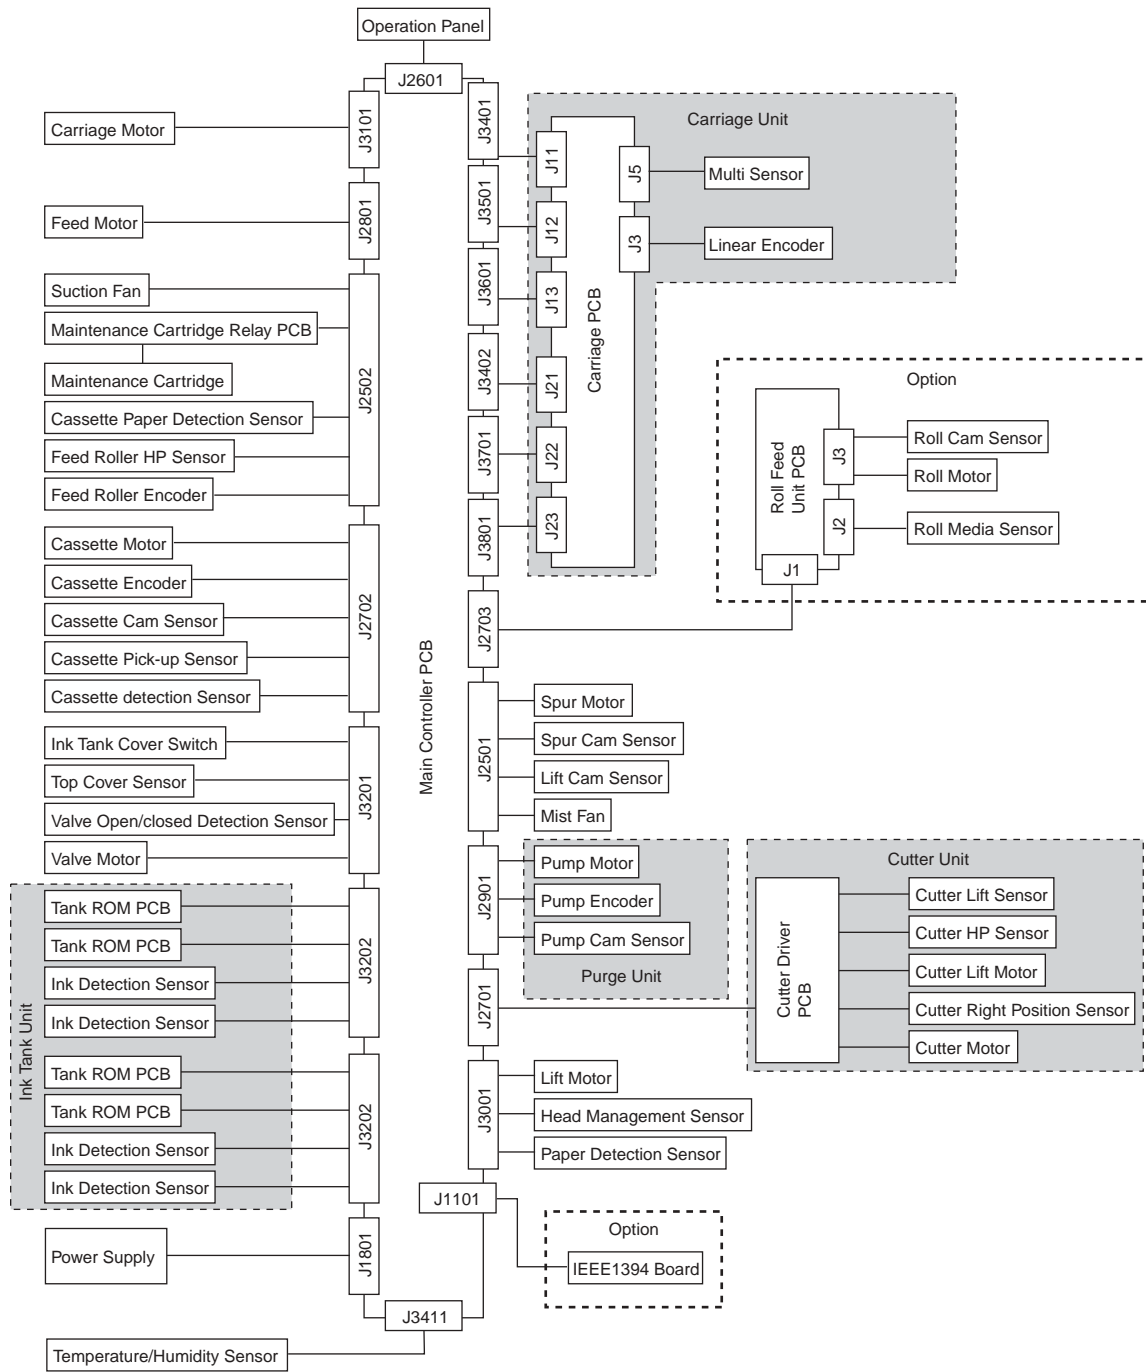 Operation Panel
J2601
Carriage Motor
J3101
Feed Motor
J2801
Suction Fan
Maintenance Cartridge Relay PCB
Maintenance Cartridge
Cassette Paper Detection Sensor
Feed Roller HP Sensor
Feed Roller Encoder
J2502
Cassette Motor
Cassette Encoder
Cassette Cam Sensor
Cassette Pick-up Sensor
Cassette detection Sensor
J2702
Ink Tank Cover Switch
Top Cover Sensor
Valve Open/closed Detection Sensor
Valve Motor
J3201
Ink Tank Unit
Tank ROM PCB
Tank ROM PCB
Ink Detection Sensor
Ink Detection Sensor
J3202
Tank ROM PCB
Tank ROM PCB
Ink Detection Sensor
Ink Detection Sensor
J3202
Power Supply
J1801
J3411
Temperature/Humidity Sensor
Main Controller PCB
J3401
J3501
J3601
J3402
J3701
J3801
J2703
J2501
J2901
J2701
J3001
J1101
Carriage Unit
J11
J12
J13
J21
J22
J23
Carriage PCB
J5
J3
Multi Sensor
Linear Encoder
Option
Roll Feed
Unit PCB
J3
J2
J1
Roll Cam Sensor
Roll Motor
Roll Media Sensor
Spur Motor
Spur Cam Sensor
Lift Cam Sensor
Mist Fan
Pump Motor
Pump Encoder
Pump Cam Sensor
Purge Unit
Cutter Unit
Cutter Driver
PCB
Cutter Lift Sensor
Cutter HP Sensor
Cutter Lift Motor
Cutter Right Position Sensor
Cutter Motor
Lift Motor
Head Management Sensor
Paper Detection Sensor
Option
IEEE1394 Board